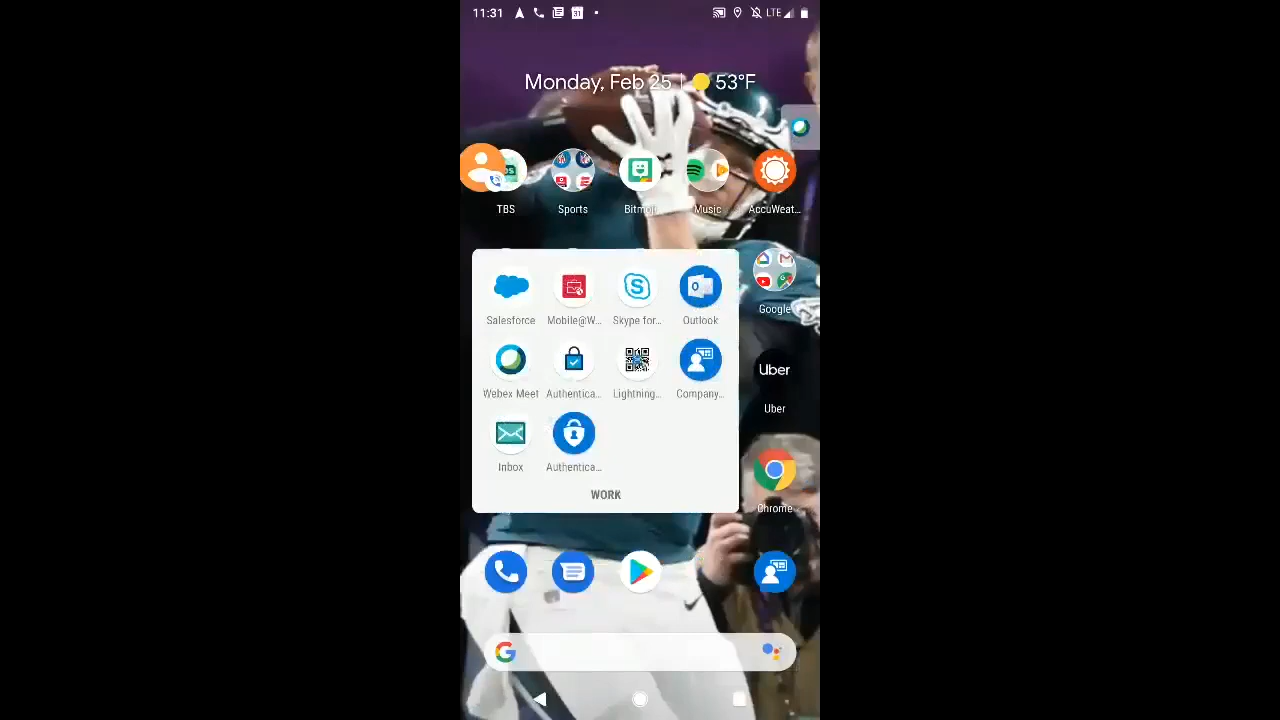 11:31
31
LTE
Monday, Feb 25 | 53°F
TBS
Sports
Bitmoji
Music
AccuWeat...
Salesforce
Mobile@W...
Skype for...
Outlook
Google
Webex Meet
Authentica...
Lightning...
Company...
Uber
Uber
Inbox
Authentica...
WORK
Chrome